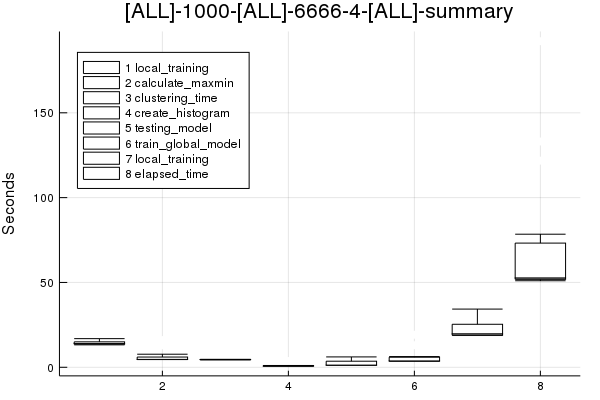 [ALL]-1000-[ALL]-6666-4-[ALL]-summary
Seconds
150
100
50
0
1 local_training
2 calculate_maxmin
3 clustering_time
4 create_histogram
5 testing_model
6 train_global_model
7 local_training
8 elapsed_time
2 4 6 8